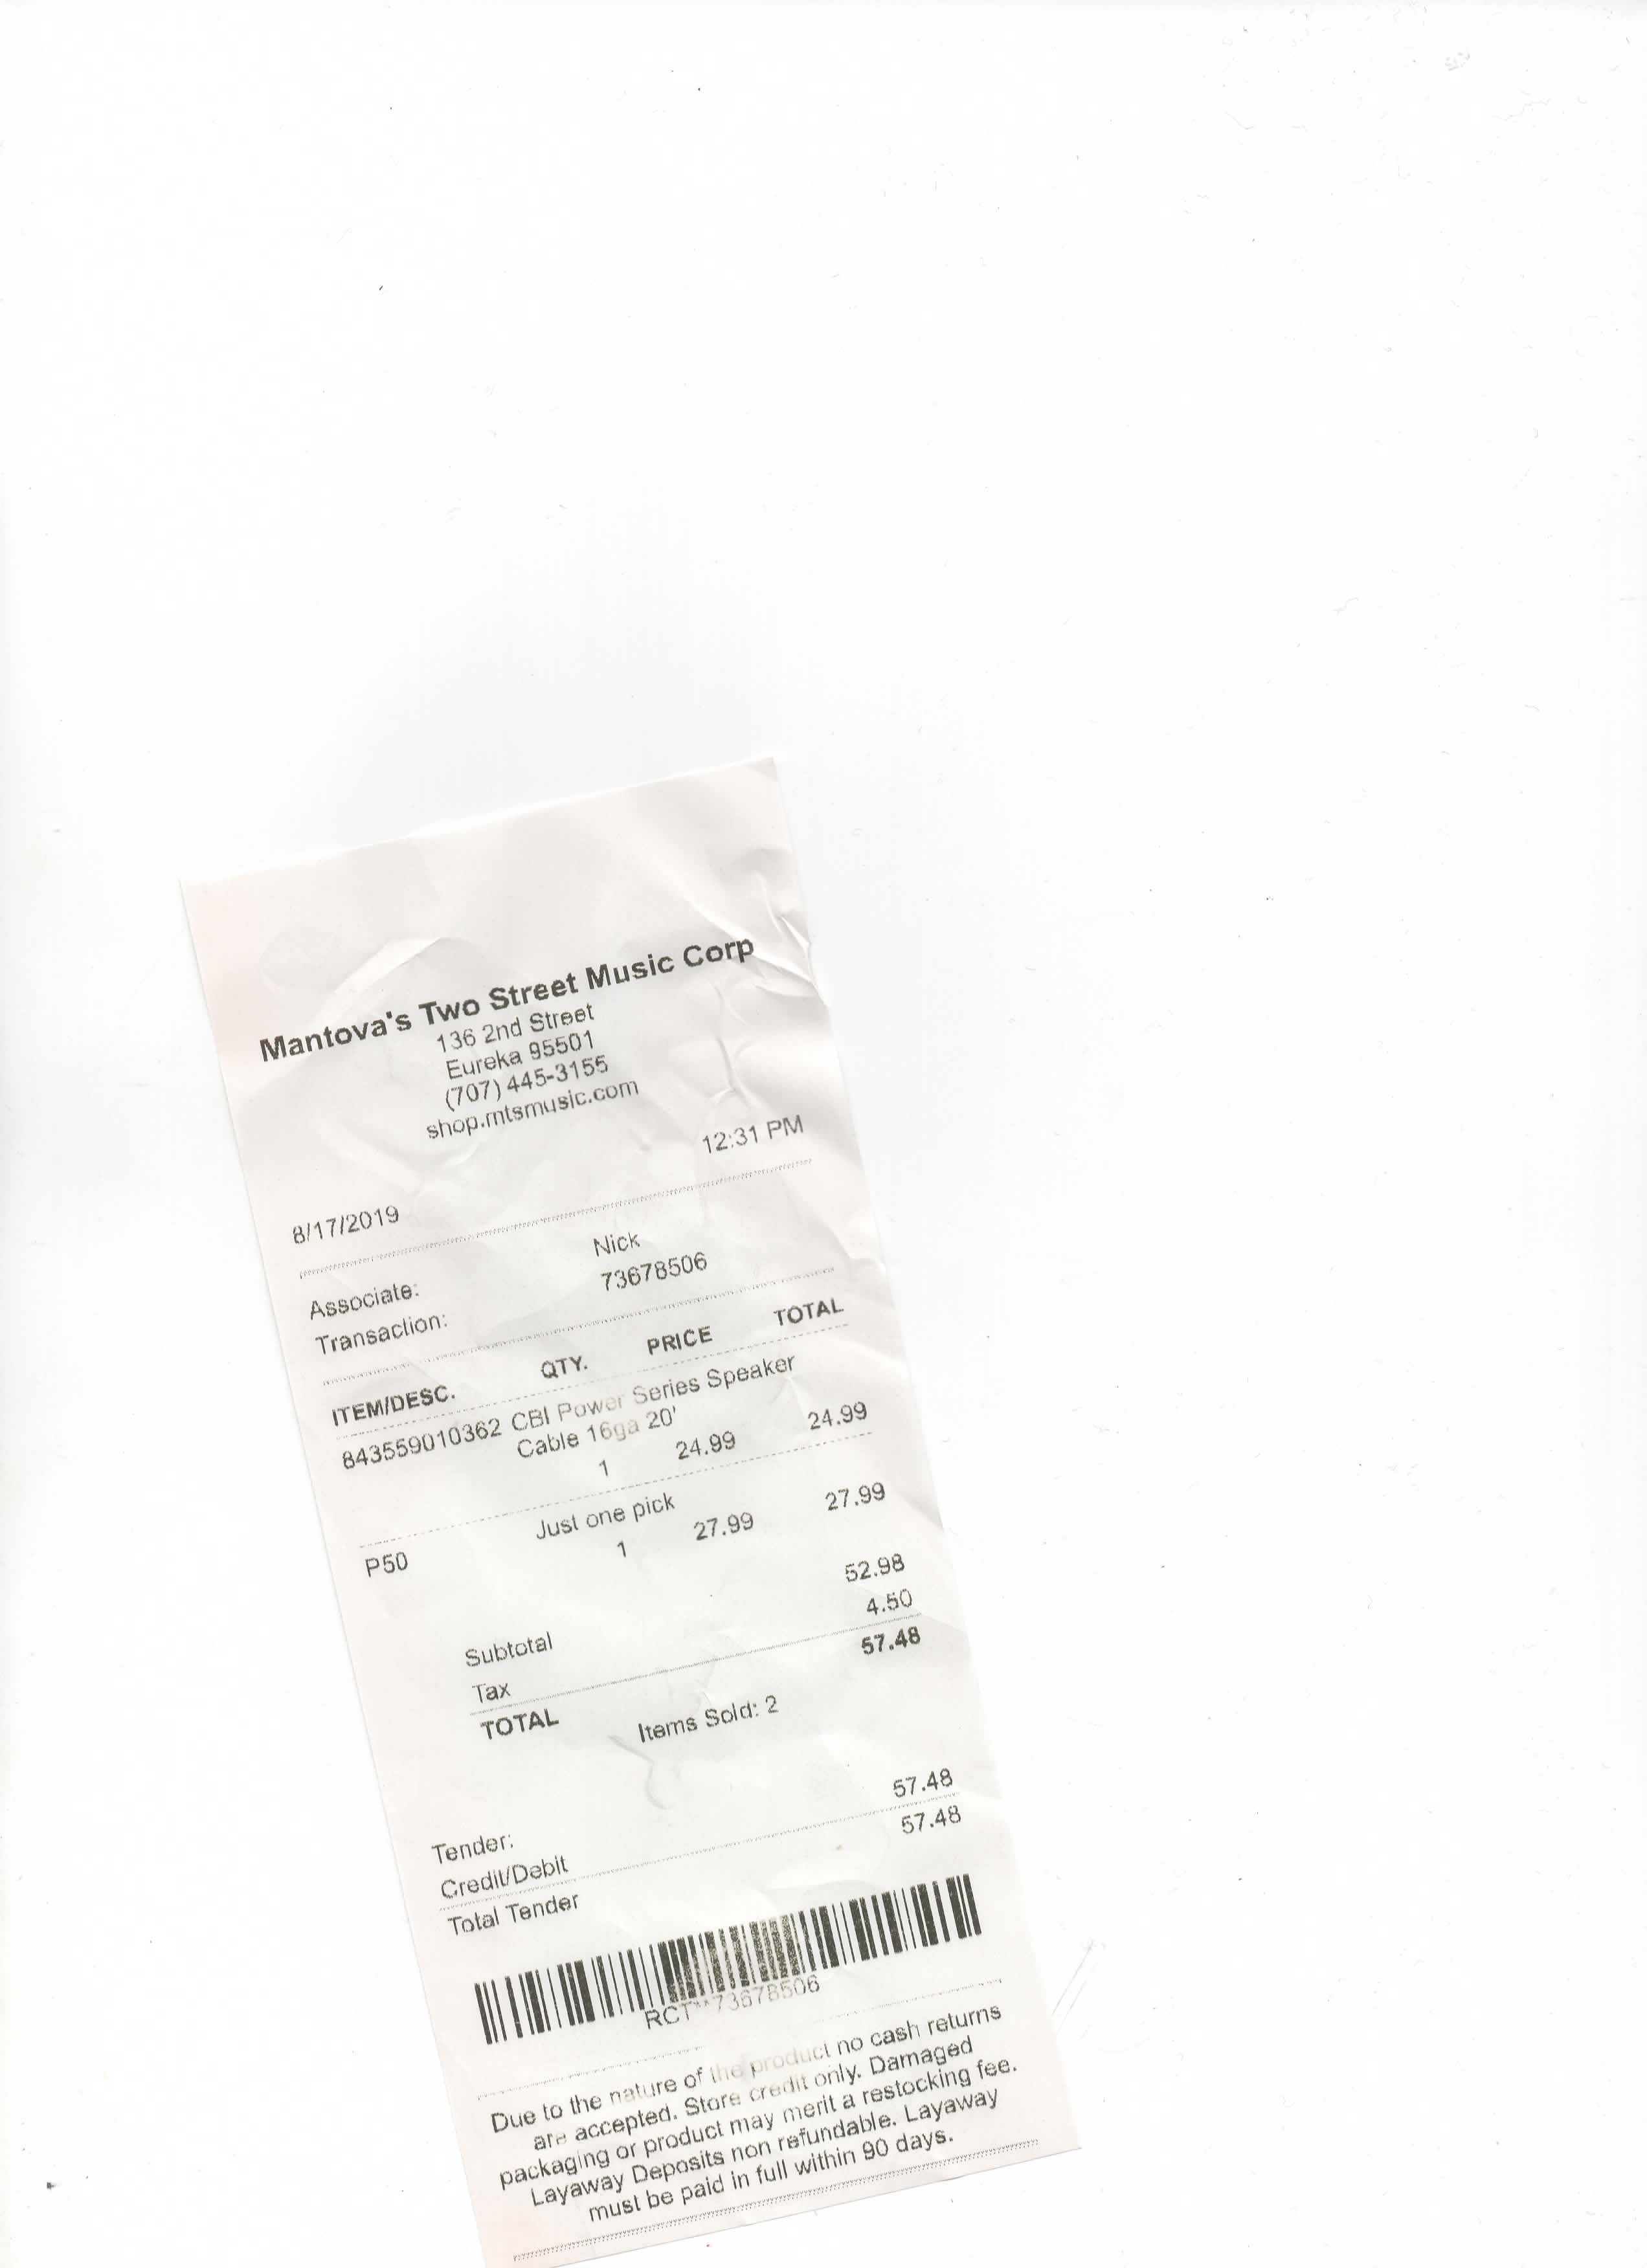 Mantova's Two Street Music Corp
136 2nd Street
Eureka 95501
(707) 445-3155
shop.mtsmusic.com
8/17/2019 12:31 PM
Associate: Nick
Transaction: 73678506
ITEM/DESC. QTY. PRICE TOTAL
843559010362 CBI Power Series Speaker
Cable 16ga 20'
1 24.99 24.99
P50 Just one pick
1 27.99 27.99
Subtotal 52.98
Tax 4.50
TOTAL 57.48
Items Sold: 2
Tender:
Credit/Debit 57.48
Total Tender 57.48
RCT**73678506
Due to the nature of the product no cash returns
are accepted. Store credit only. Damaged
packaging or product may merit a restocking fee.
Layaway Deposits non refundable. Layaway
must be paid in full within 90 days.